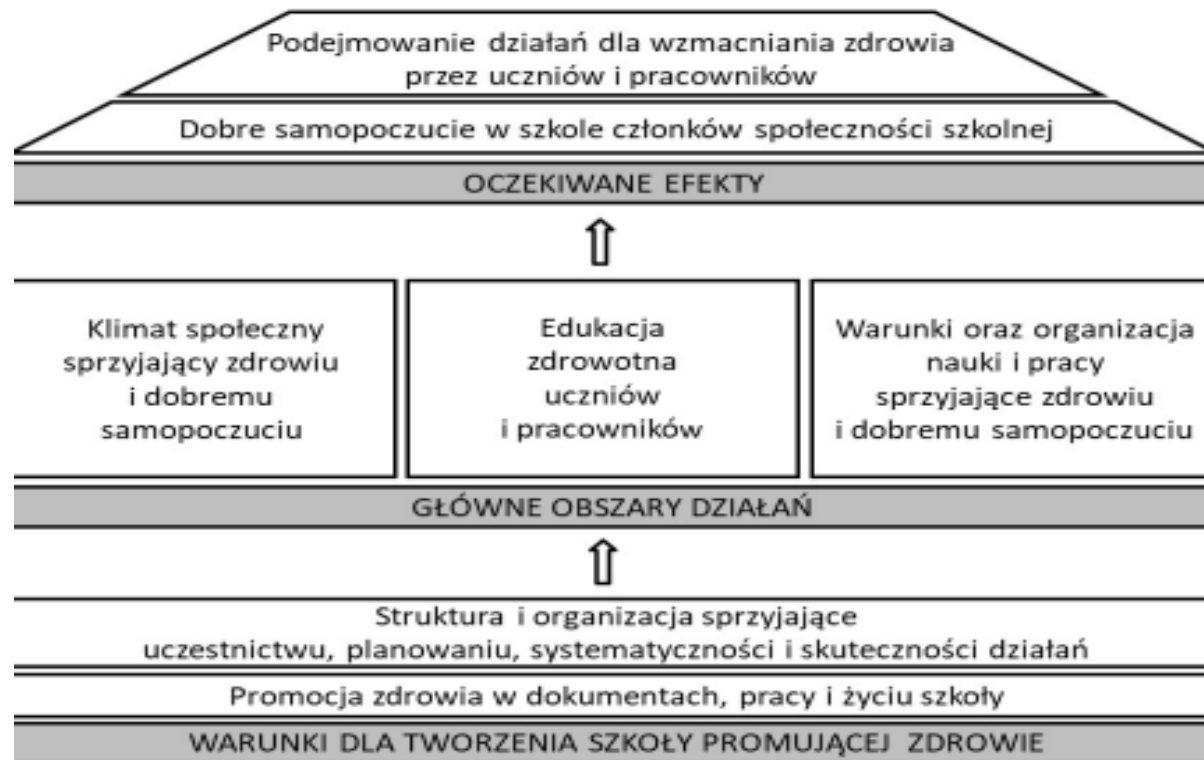 Podejmowanie działań dla wzmacniania zdrowia
przez uczniów i pracowników
Dobre samopoczucie w szkole członków społeczności szkolnej
OCZEKIWANE EFEKTY
Klimat społeczny
sprzyjający zdrowiu
i dobremu
samopoczuciu
Edukacja
zdrowotna
uczniów
i pracowników
Warunki oraz organizacja
nauki i pracy
sprzyjające zdrowiu
i dobremu samopoczuciu
GŁÓWNE OBSZARY DZIAŁAŃ
Struktura i organizacja sprzyjające
uczestnictwu, planowaniu, systematyczności i skuteczności działań
Promocja zdrowia w dokumentach, pracy i życiu szkoły
WARUNKI DLA TWORZENIA SZKOŁY PROMUJĄCEJ ZDROWIE